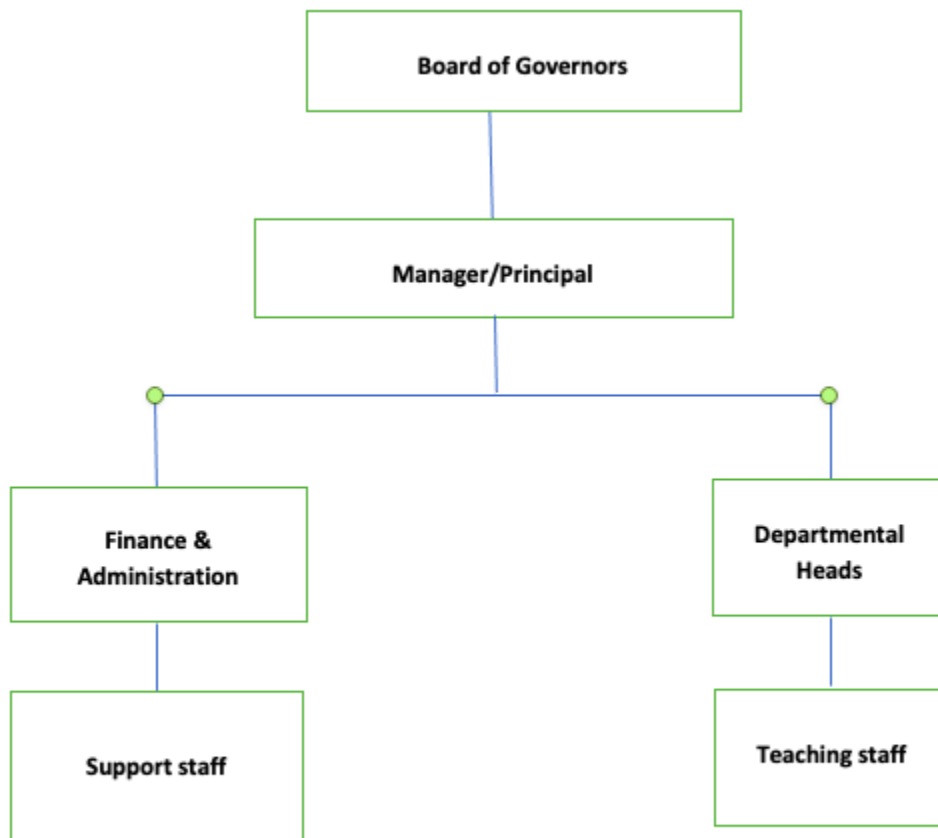 Board of Governors
Manager/Principal
Finance &
Administration
Departmental
Heads
Support staff
Teaching staff